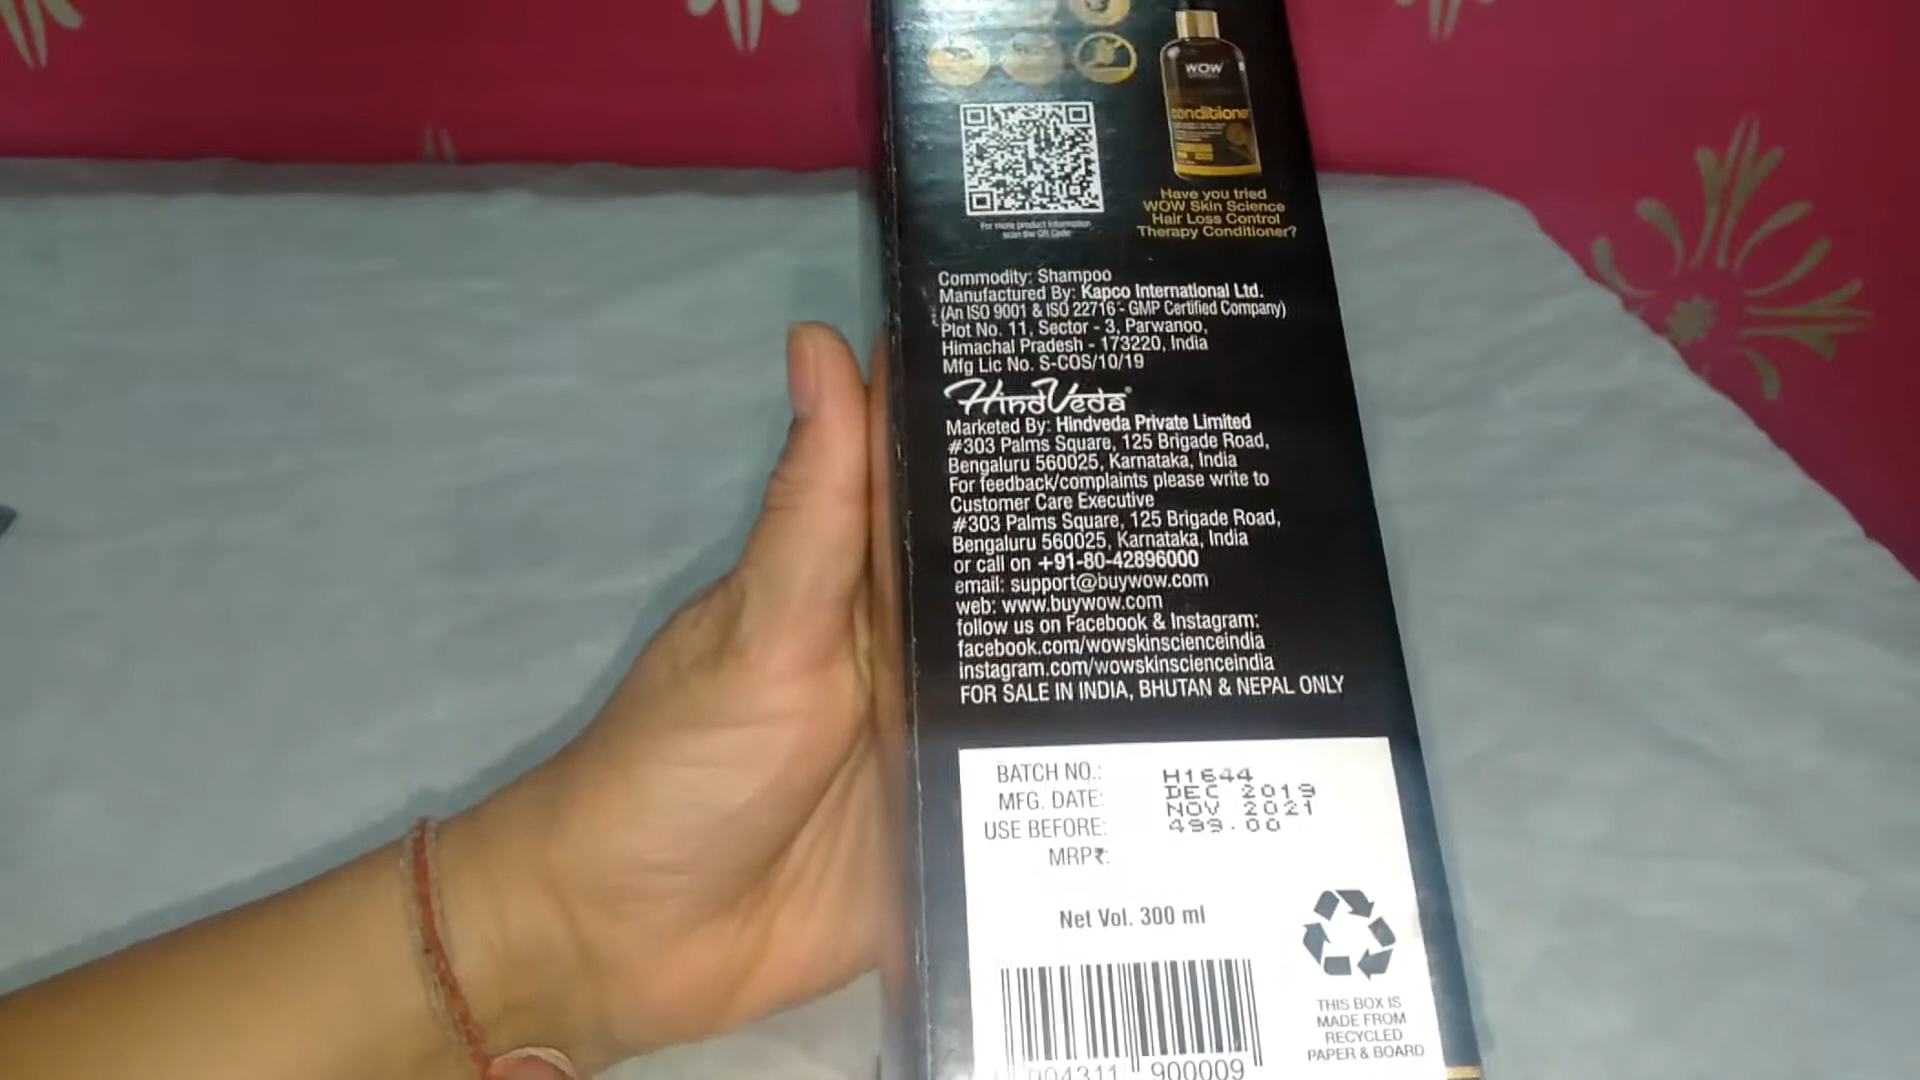 WOW
conditioner
For more product information
scan the QR Code
Have you tried
WOW Skin Science
Hair Loss Control
Therapy Conditioner?
Commodity: Shampoo
Manufactured By: Kapco International Ltd.
(An ISO 9001 & ISO 22716 - GMP Certified Company)
Plot No. 11, Sector - 3, Parwanoo,
Himachal Pradesh - 173220, India
Mfg Lic No. S-COS/10/19
HindVeda®
Marketed By: Hindveda Private Limited
#303 Palms Square, 125 Brigade Road,
Bengaluru 560025, Karnataka, India
For feedback/complaints please write to
Customer Care Executive
#303 Palms Square, 125 Brigade Road,
Bengaluru 560025, Karnataka, India
or call on +91-80-42896000
email: support@buywow.com
web: www.buywow.com
follow us on Facebook & Instagram:
facebook.com/wowskinscienceindia
instagram.com/wowskinscienceindia
FOR SALE IN INDIA, BHUTAN & NEPAL ONLY
BATCH NO.: H1644
MFG. DATE: DEC 2019
USE BEFORE: NOV 2021
MRP₹: 499.00
Net Vol. 300 ml
THIS BOX IS
MADE FROM
RECYCLED
PAPER & BOARD
904311 900009